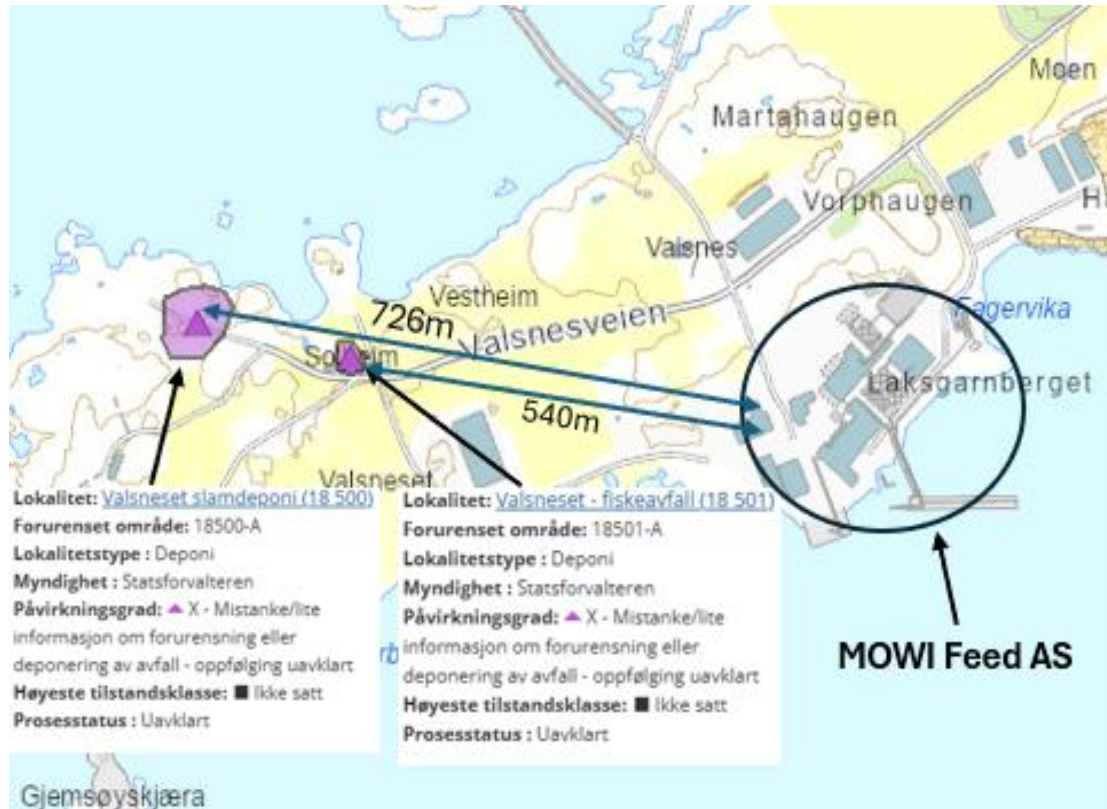 Moen
Martahaugen
Vorphaugen
Valsnes
Vestheim
726m
Valsnesveien
Fagervika
Solheim
Laksgarnberget
540m
Valsneset
Lokalitet: Valsneset slamdeponi (18 500)
Forurenset område: 18500-A
Lokalitetstype : Deponi
Myndighet : Statsforvalteren
Påvirkningsgrad: X - Mistanke/lite
informasjon om forurensning eller
deponering av avfall - oppfølging uavklart
Høyeste tilstandsklasse: Ikke satt
Prosesstatus : Uavklart
Lokalitet: Valsneset - fiskeavfall (18 501)
Forurenset område: 18501-A
Lokalitetstype : Deponi
Myndighet : Statsforvalteren
Påvirkningsgrad: X - Mistanke/lite
informasjon om forurensning eller
deponering av avfall - oppfølging uavklart
Høyeste tilstandsklasse: Ikke satt
Prosesstatus : Uavklart
MOWI Feed AS
Gjemsøyskjæra